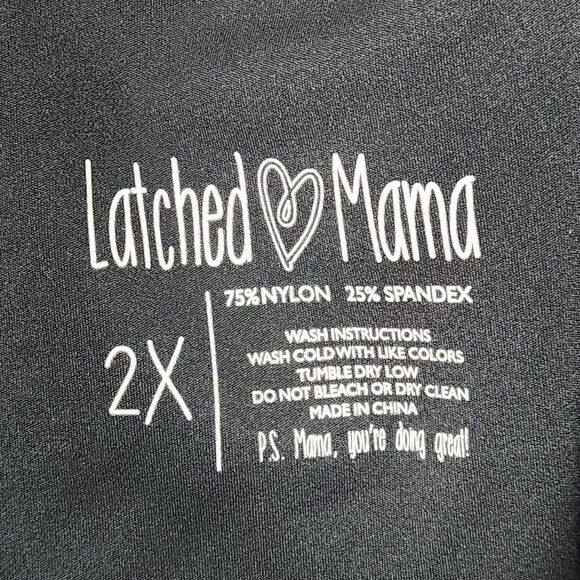 Latched Mama
75% NYLON 25% SPANDEX
2X
WASH INSTRUCTIONS
WASH COLD WITH LIKE COLORS
TUMBLE DRY LOW
DO NOT BLEACH OR DRY CLEAN
MADE IN CHINA
P.S. Mama, you're doing great!